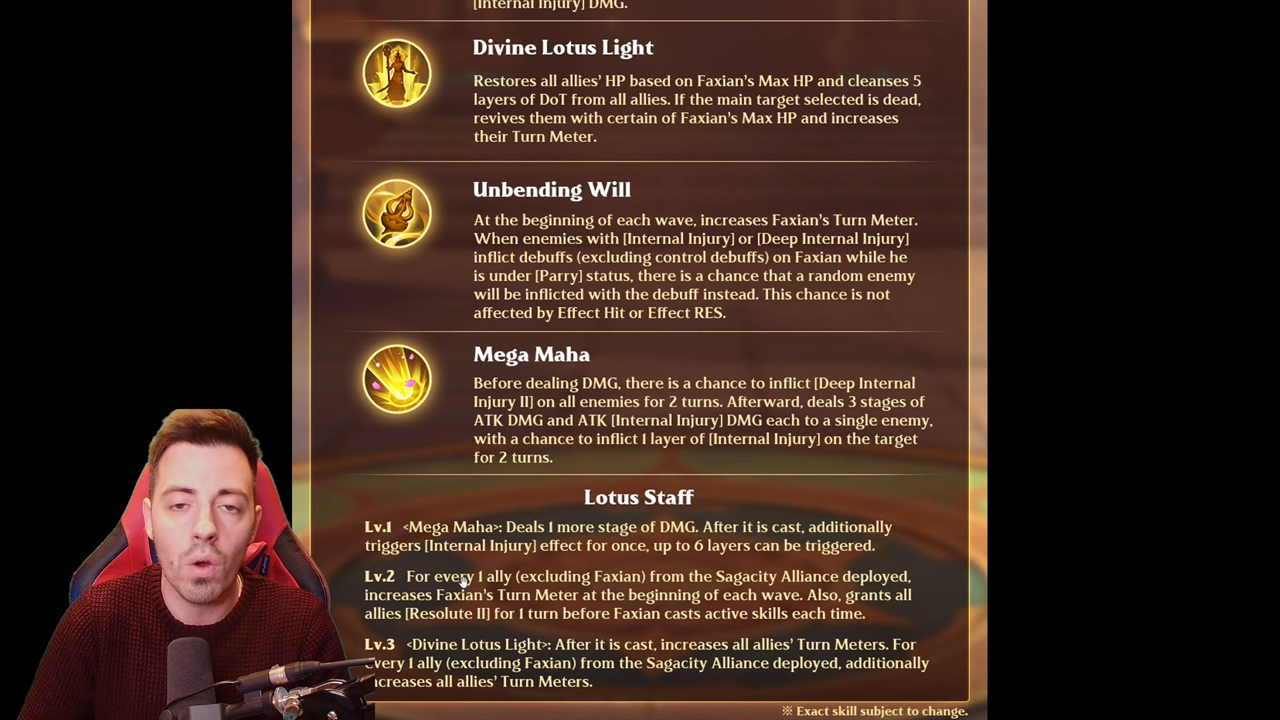 [Internal Injury] DMG.
Divine Lotus Light
Restores all allies' HP based on Faxian's Max HP and cleanses 5
layers of DoT from all allies. If the main target selected is dead,
revives them with certain of Faxian's Max HP and increases
their Turn Meter.
Unbending Will
At the beginning of each wave, increases Faxian's Turn Meter.
When enemies with [Internal Injury] or [Deep Internal Injury]
inflict debuffs (excluding control debuffs) on Faxian while he
is under [Parry] status, there is a chance that a random enemy
will be inflicted with the debuff instead. This chance is not
affected by Effect Hit or Effect RES.
Mega Maha
Before dealing DMG, there is a chance to inflict [Deep Internal
Injury II] on all enemies for 2 turns. Afterward, deals 3 stages of
ATK DMG and ATK [Internal Injury] DMG each to a single enemy,
with a chance to inflict 1 layer of [Internal Injury] on the target
for 2 turns.
Lotus Staff
Lv.1 <Mega Maha>: Deals 1 more stage of DMG. After it is cast, additionally
triggers [Internal Injury] effect for once, up to 6 layers can be triggered.
Lv.2 For every 1 ally (excluding Faxian) from the Sagacity Alliance deployed,
increases Faxian's Turn Meter at the beginning of each wave. Also, grants all
allies [Resolute II] for 1 turn before Faxian casts active skills each time.
Lv.3 <Divine Lotus Light>: After it is cast, increases all allies' Turn Meters. For
every 1 ally (excluding Faxian) from the Sagacity Alliance deployed, additionally
increases all allies' Turn Meters.
※ Exact skill subject to change.